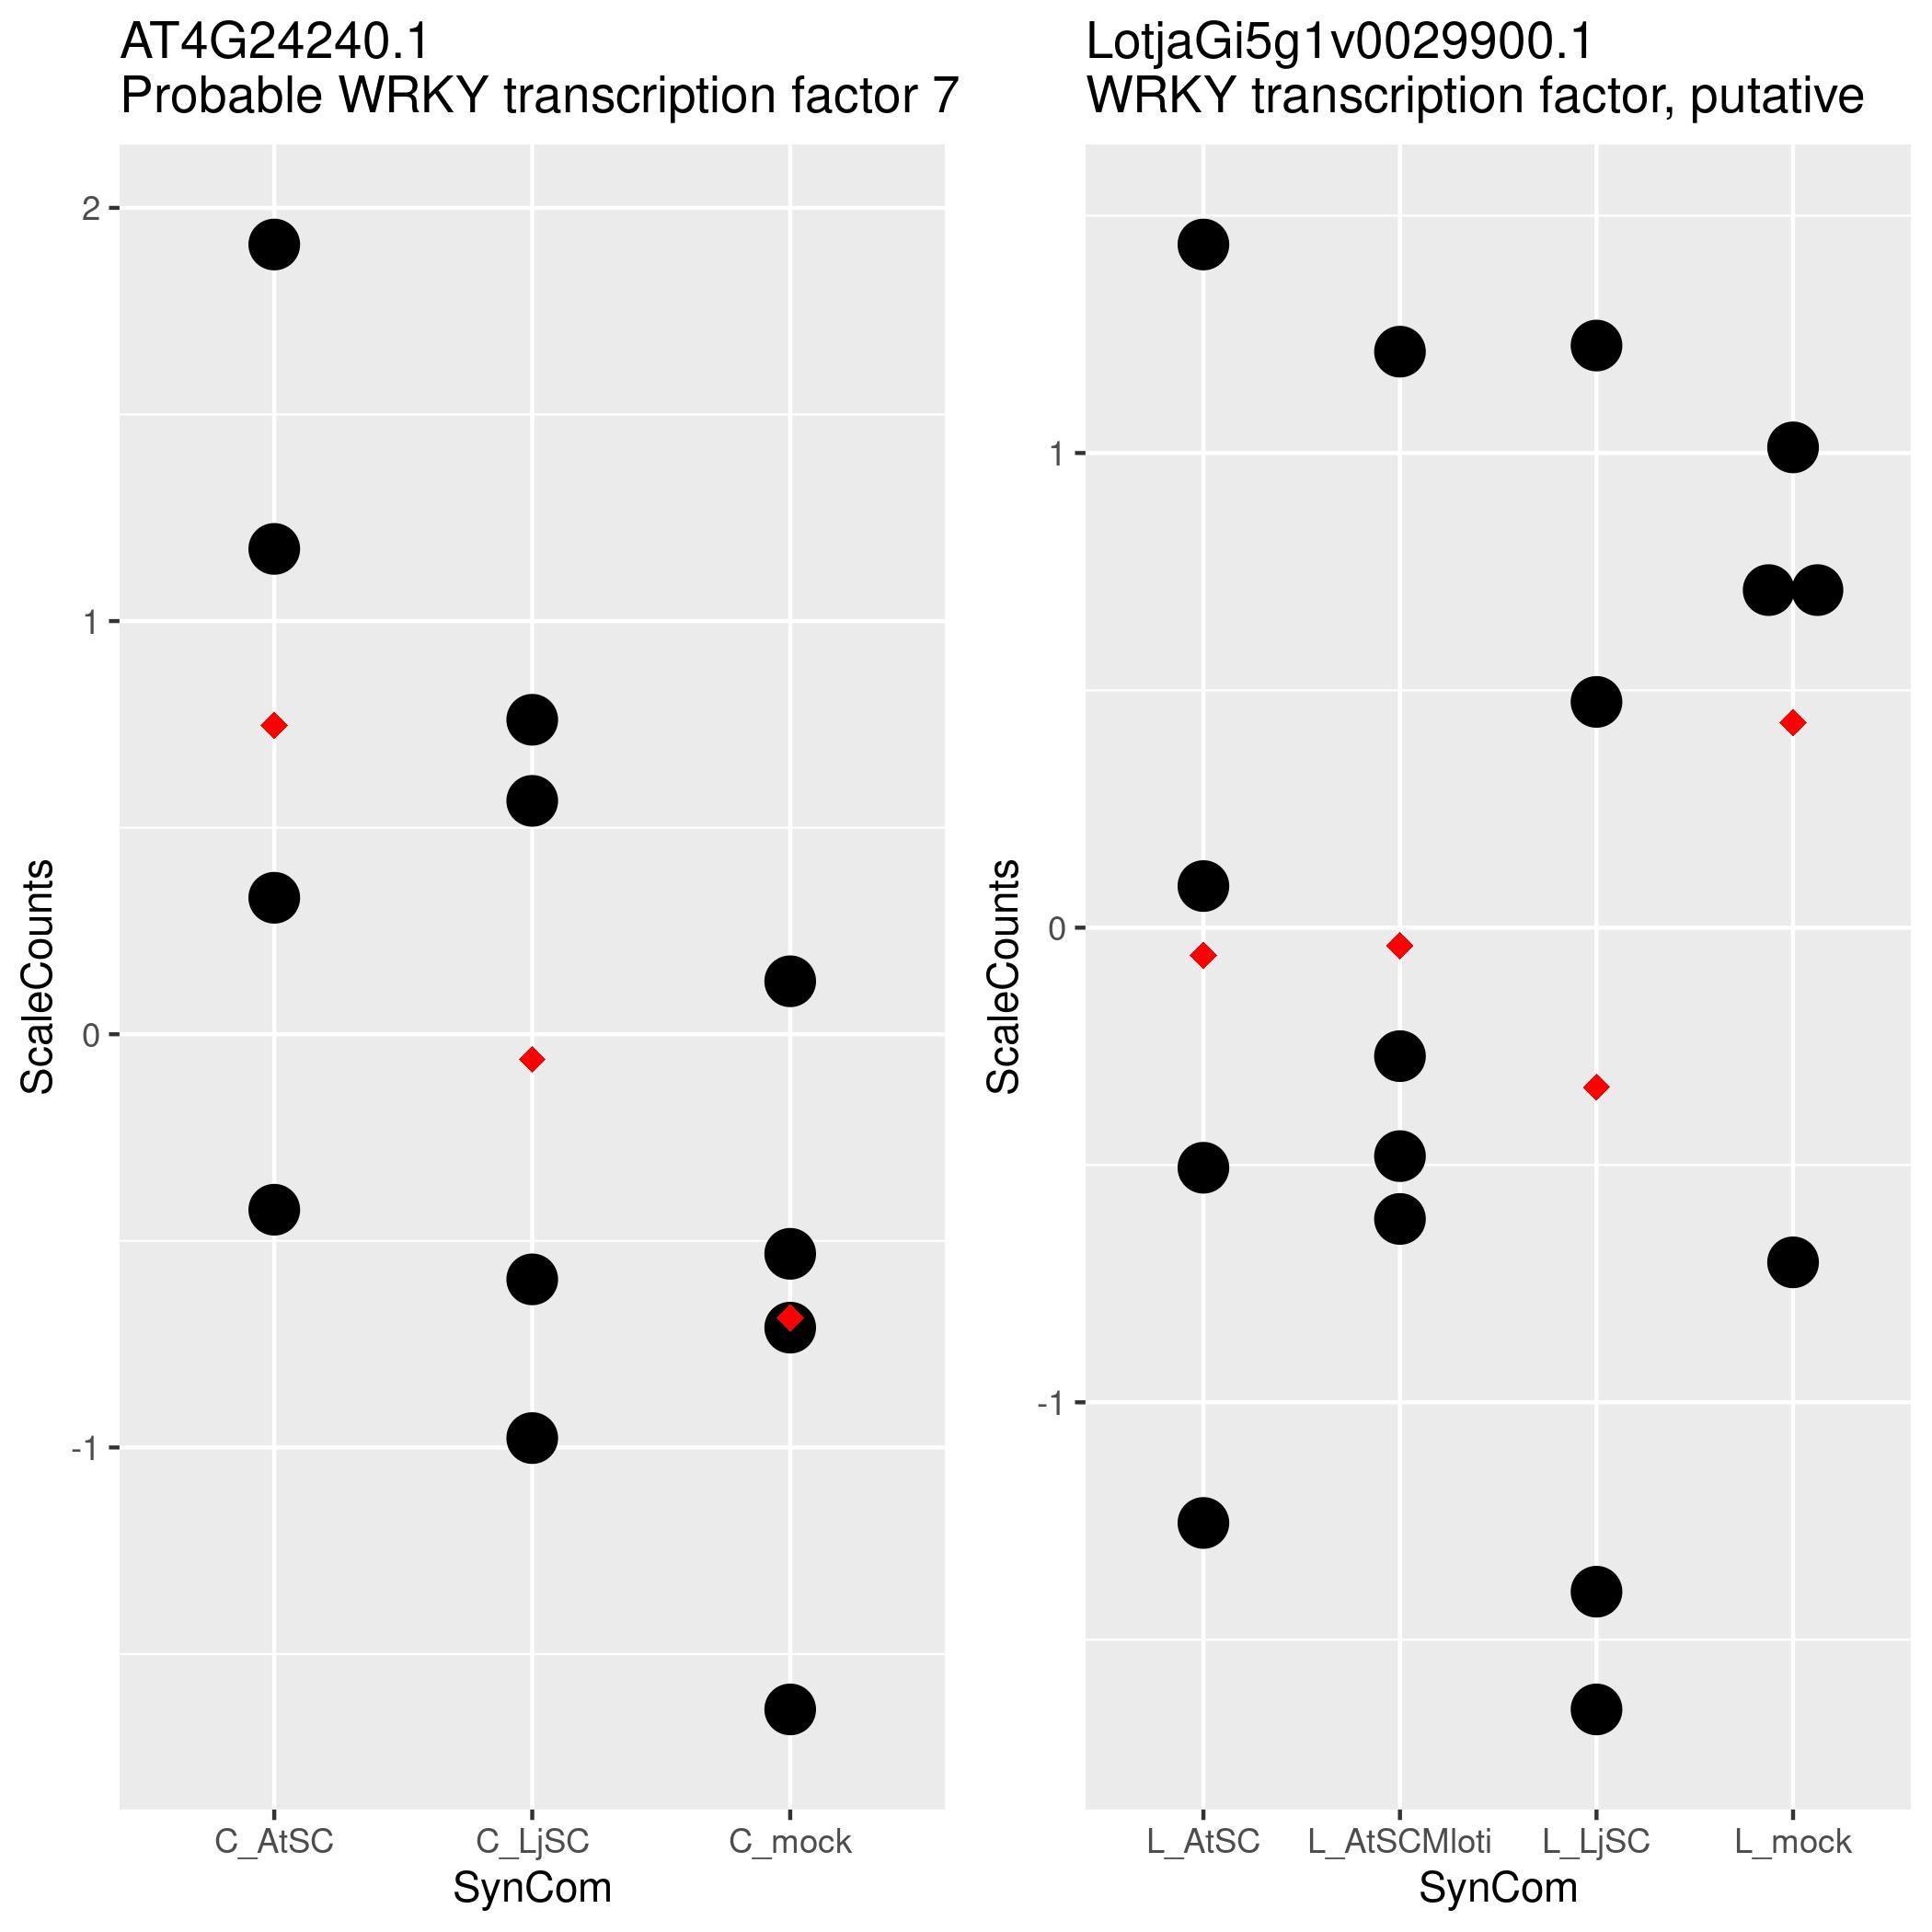 AT4G24240.1
Probable WRKY transcription factor 7
ScaleCounts
2
1
0
-1
C_AtSC
C_LjSC
C_mock
SynCom
LotjaGi5g1v0029900.1
WRKY transcription factor, putative
ScaleCounts
1
0
-1
L_AtSC
L_AtSCMloti
L_LjSC
L_mock
SynCom